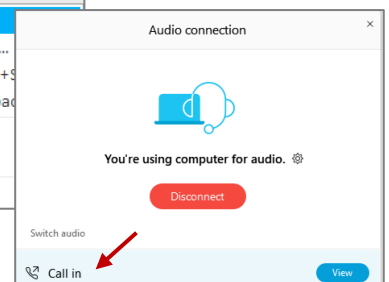 Audio connection
You're using computer for audio.
Disconnect
Switch audio
Call in
View